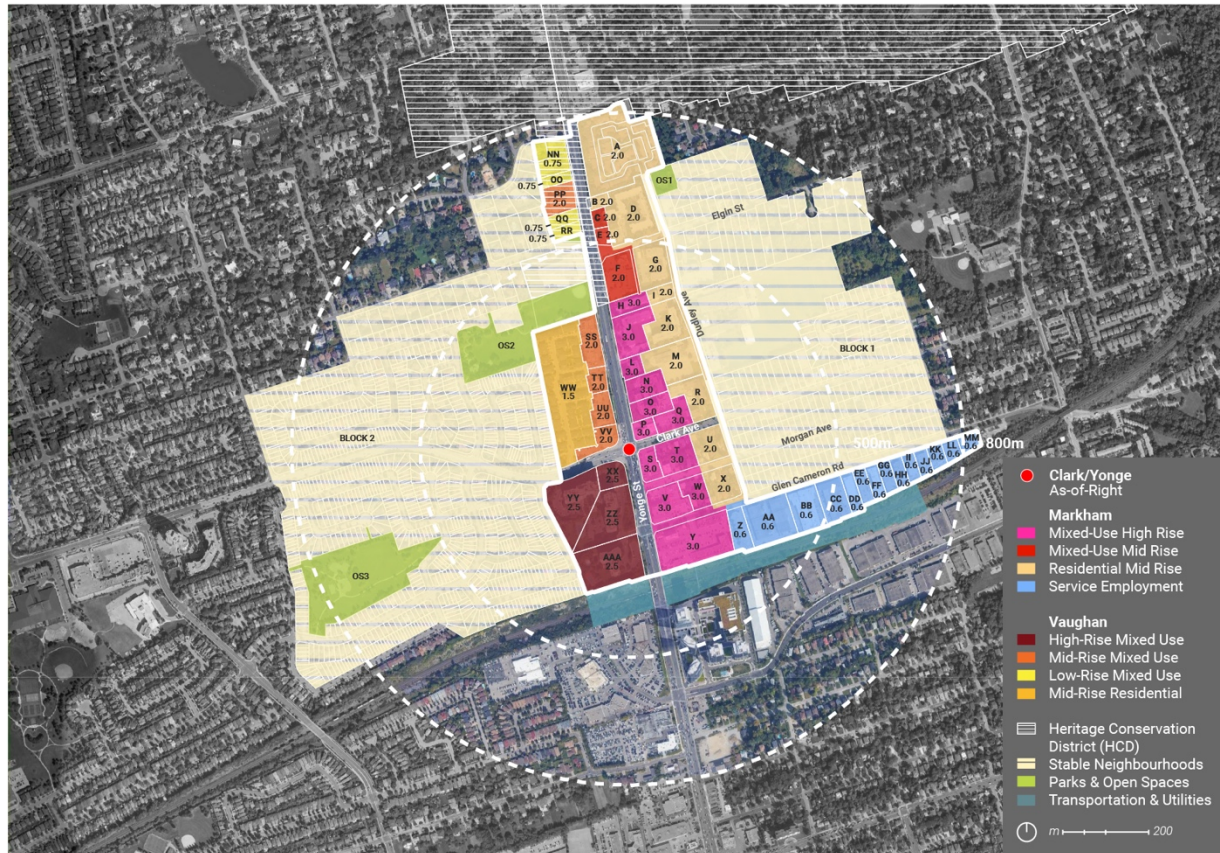 A
2.0
NN
0.75
OO
0.75
PP
2.0
QQ
0.75
RR
0.75
OS1
B 2.0
D
2.0
C 2.0
E 2.0
Elgin St
F
2.0
G
2.0
H 3.0
I 2.0
Dudley Ave
J
3.0
K
2.0
OS2
SS
2.0
L
3.0
M
2.0
BLOCK 1
TT
2.0
WW
1.5
N
3.0
O
3.0
Q
3.0
R
2.0
UU
2.0
P
3.0
VV
2.0
Clark Ave
BLOCK 2
Morgan Ave
500m
800m
S
3.0
T
3.0
U
2.0
XX
2.5
YY
2.5
ZZ
2.5
AAA
2.5
Yonge St
V
3.0
W
3.0
X
2.0
Y
3.0
Glen Cameron Rd
Z
0.6
AA
0.6
BB
0.6
CC
0.6
DD
0.6
EE
0.6
FF
0.6
GG
0.6
HH
0.6
II
0.6
JJ
0.6
KK
0.6
LL
0.6
MM
0.6
OS3
Clark/Yonge
As-of-Right
Markham
Mixed-Use High Rise
Mixed-Use Mid Rise
Residential Mid Rise
Service Employment
Vaughan
High-Rise Mixed Use
Mid-Rise Mixed Use
Low-Rise Mixed Use
Mid-Rise Residential
Heritage Conservation
District (HCD)
Stable Neighbourhoods
Parks & Open Spaces
Transportation & Utilities
m 200